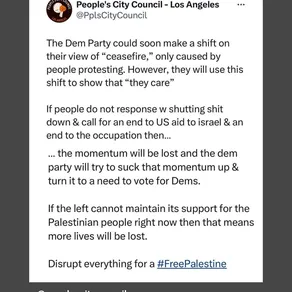 People's City Council - Los Angeles
@PplsCityCouncil
The Dem Party could soon make a shift on
their view of "ceasefire," only caused by
people protesting. However, they will use this
shift to show that "they care"
If people do not response w shutting shit
down & call for an end to US aid to israel & an
end to the occupation then...
... the momentum will be lost and the dem
party will try to suck that momentum up &
turn it to a need to vote for Dems.
If the left cannot maintain its support for the
Palestinian people right now then that means
more lives will be lost.
Disrupt everything for a #FreePalestine